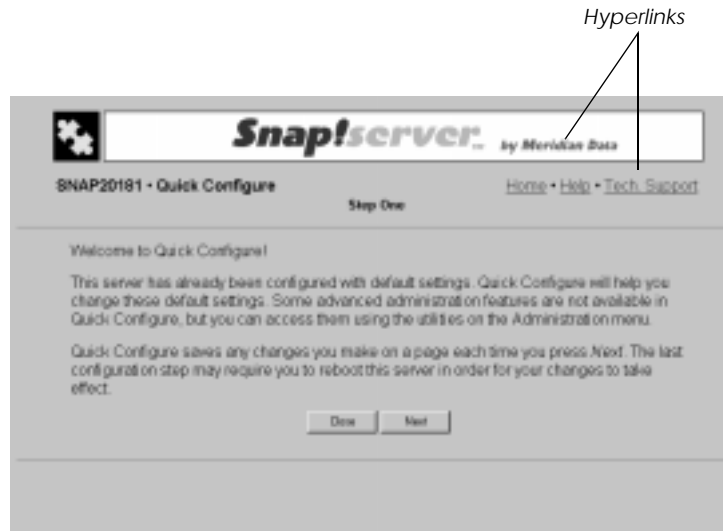 Hyperlinks
Snap!server™ by Meridian Data
SNAP20181 • Quick Configure
Home • Help • Tech. Support
Step One
Welcome to Quick Configure!
This server has already been configured with default settings. Quick Configure will help you
change these default settings. Some advanced administration features are not available in
Quick Configure, but you can access them using the utilities on the Administration menu.
Quick Configure saves any changes you make on a page each time you press Next. The last
configuration step may require you to reboot this server in order for your changes to take
effect.
Close Next